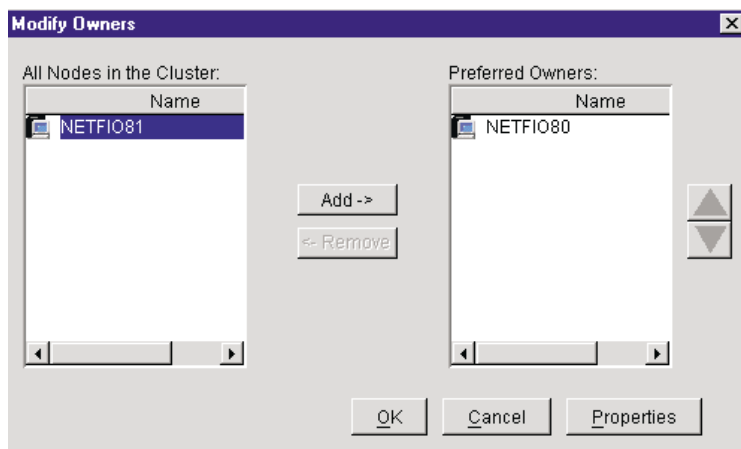 Modify Owners
All Nodes in the Cluster:
Name
NETFIO81
Add ->
<- Remove
Preferred Owners:
Name
NETFIO80
OK
Cancel
Properties